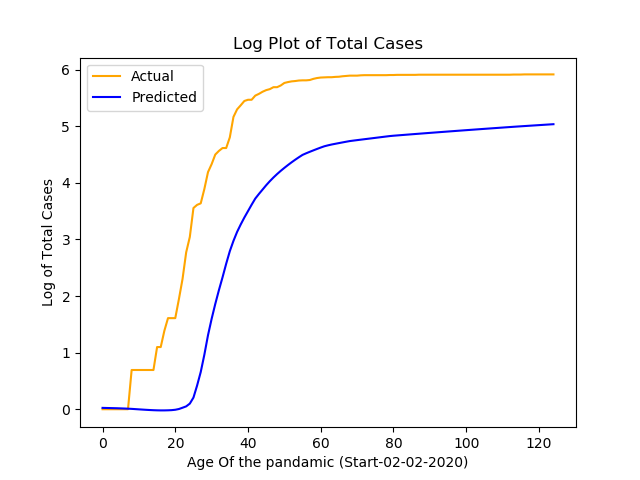 Log Plot of Total Cases
Actual
Predicted
6
5
4
3
2
1
0
Log of Total Cases
0 20 40 60 80 100 120
Age Of the pandamic (Start-02-02-2020)